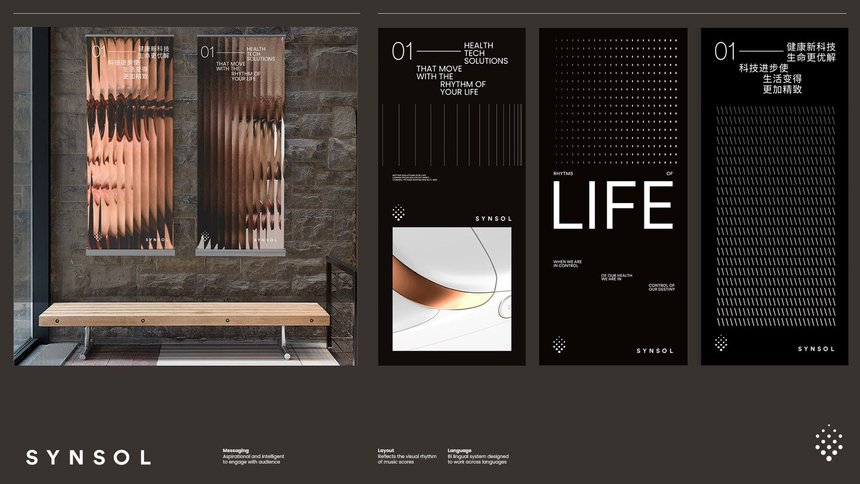 01
健康新科技
生命更优解
科技进步使
生活变得
更加精致
SYNSOL
01
HEALTH
TECH
SOLUTIONS
THAT MOVE
WITH THE
RHYTHM OF
YOUR LIFE
SYNSOL
01
HEALTH
TECH
SOLUTIONS
THAT MOVE
WITH THE
RHYTHM OF
YOUR LIFE
SYNSOL
RHYTMS OF
LIFE
WHEN WE ARE
IN CONTROL
OF OUR HEALTH
WE ARE IN
CONTROL OF
OUR DESTINY
SYNSOL
01
健康新科技
生命更优解
科技进步使
生活变得
更加精致
SYNSOL
SYNSOL
Messaging
Aspirational and intelligent
to engage with audience
Layout
Reflects the visual rhythm
of music scores
Language
Bi lingual system designed
to work across languages